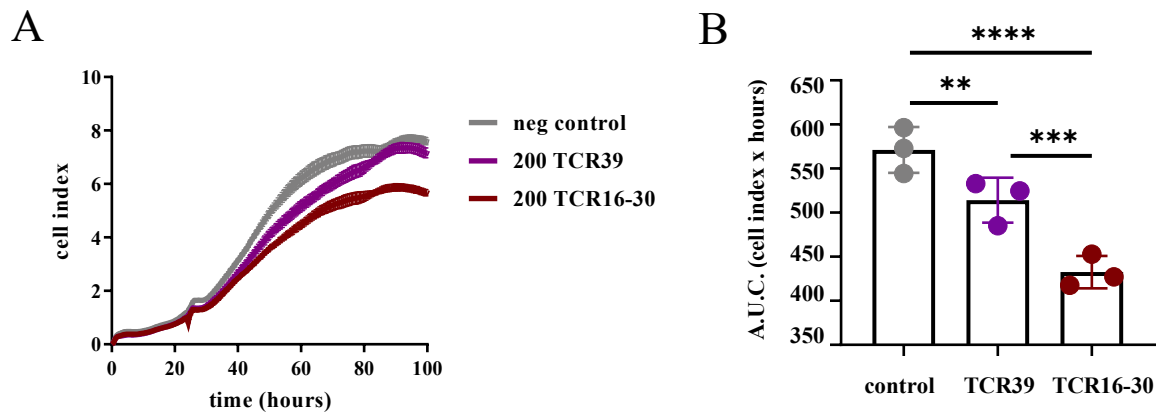 A
cell index
10
8
6
4
2
0
0 20 40 60 80 100
time (hours)
neg control
200 TCR39
200 TCR16-30
B
A.U.C. (cell index x hours)
650
600
550
500
450
400
350
****
**
***
control TCR39 TCR16-30